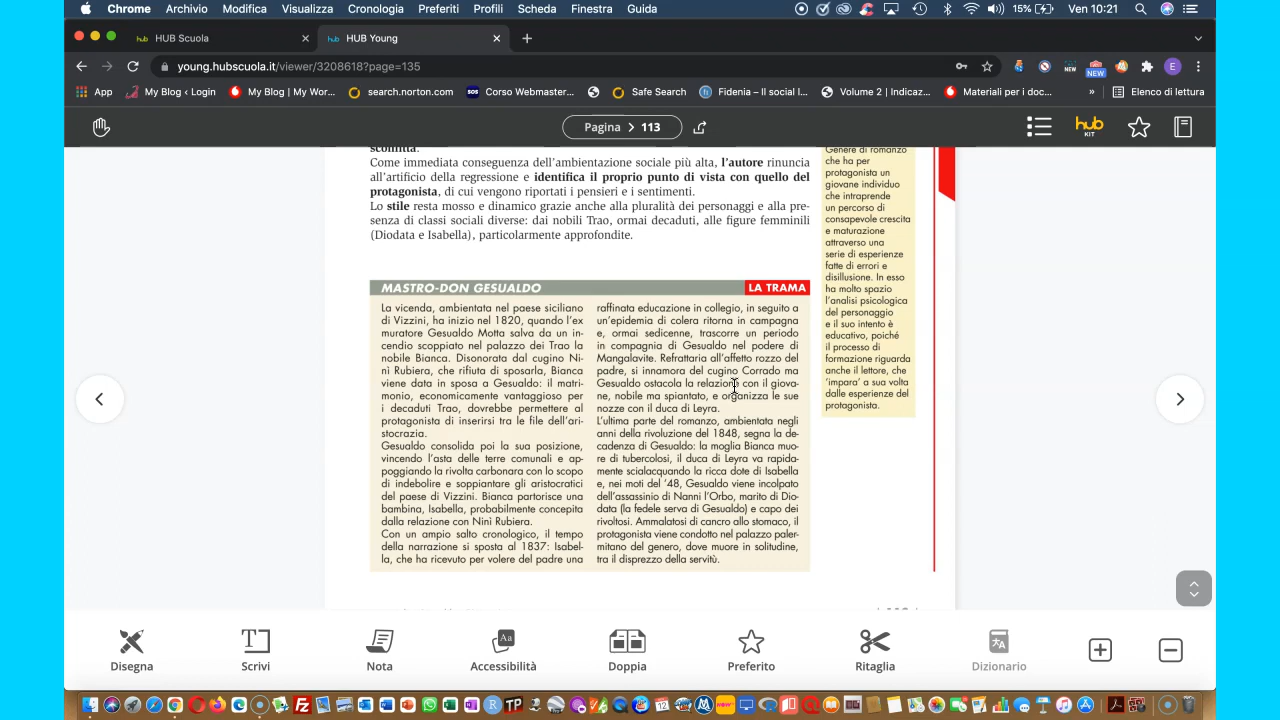 Chrome Archivio Modifica Visualizza Cronologia Preferiti Profili Scheda Finestra Guida 15% Ven 10:21
hub HUB Scuola × hub HUB Young × +
young.hubscuola.it/viewer/3208618?page=135 NEW NEW E
App My Blog ‹ Login My Blog | My Wor... search.norton.com SOS Corso Webmaster... Safe Search Fidenia – Il social l... Volume 2 | Indicaz... Materiali per i doc... » Elenco di lettura
Pagina > 113 hub KIT
sconfitta.
Come immediata conseguenza dell'ambientazione sociale più alta, l'autore rinuncia
all'artificio della regressione e identifica il proprio punto di vista con quello del
protagonista, di cui vengono riportati i pensieri e i sentimenti.
Lo stile resta mosso e dinamico grazie anche alla pluralità dei personaggi e alla pre-
senza di classi sociali diverse: dai nobili Trao, ormai decaduti, alle figure femminili
(Diodata e Isabella), particolarmente approfondite.
Genere di romanzo
che ha per
protagonista un
giovane individuo
che intraprende
un percorso di
consapevole crescita
e maturazione
attraverso una
serie di esperienze
fatte di errori e
disillusione. In esso
ha molto spazio
l'analisi psicologica
del personaggio
e il suo intento è
educativo, poiché
il processo di
formazione riguarda
anche il lettore, che
'impara' a sua volta
dalle esperienze del
protagonista.
MASTRO-DON GESUALDO LA TRAMA
La vicenda, ambientata nel paese siciliano
di Vizzini, ha inizio nel 1820, quando l'ex
muratore Gesualdo Motta salva da un in-
cendio scoppiato nel palazzo dei Trao la
nobile Bianca. Disonorata dal cugino Ni-
nì Rubiera, che rifiuta di sposarla, Bianca
viene data in sposa a Gesualdo: il matri-
monio, economicamente vantaggioso per
i decaduti Trao, dovrebbe permettere al
protagonista di inserirsi tra le file dell'ari-
stocrazia.
Gesualdo consolida poi la sua posizione,
vincendo l'asta delle terre comunali e ap-
poggiando la rivolta carbonara con lo scopo
di indebolire e soppiantare gli aristocratici
del paese di Vizzini. Bianca partorisce una
bambina, Isabella, probabilmente concepita
dalla relazione con Ninì Rubiera.
Con un ampio salto cronologico, il tempo
della narrazione si sposta al 1837: Isabel-
la, che ha ricevuto per volere del padre una
raffinata educazione in collegio, in seguito a
un'epidemia di colera ritorna in campagna
e, ormai sedicenne, trascorre un periodo
in compagnia di Gesualdo nel podere di
Mangalavite. Refrattaria all'affetto rozzo del
padre, si innamora del cugino Corrado ma
Gesualdo ostacola la relazione con il giova-
ne, nobile ma spiantato, e organizza le sue
nozze con il duca di Leyra.
L'ultima parte del romanzo, ambientata negli
anni della rivoluzione del 1848, segna la de-
cadenza di Gesualdo: la moglia Bianca muo-
re di tubercolosi, il duca di Leyra va rapida-
mente scialacquando la ricca dote di Isabella
e, nei moti del '48, Gesualdo viene incolpato
dell'assassinio di Nanni l'Orbo, marito di Dio-
data (la fedele serva di Gesualdo) e capo dei
rivoltosi. Ammalatosi di cancro allo stomaco, il
protagonista viene condotto nel palazzo paler-
mitano del genero, dove muore in solitudine,
tra il disprezzo della servitù.
Disegna Scrivi Nota Accessibilità Doppia Preferito Ritaglia Dizionario